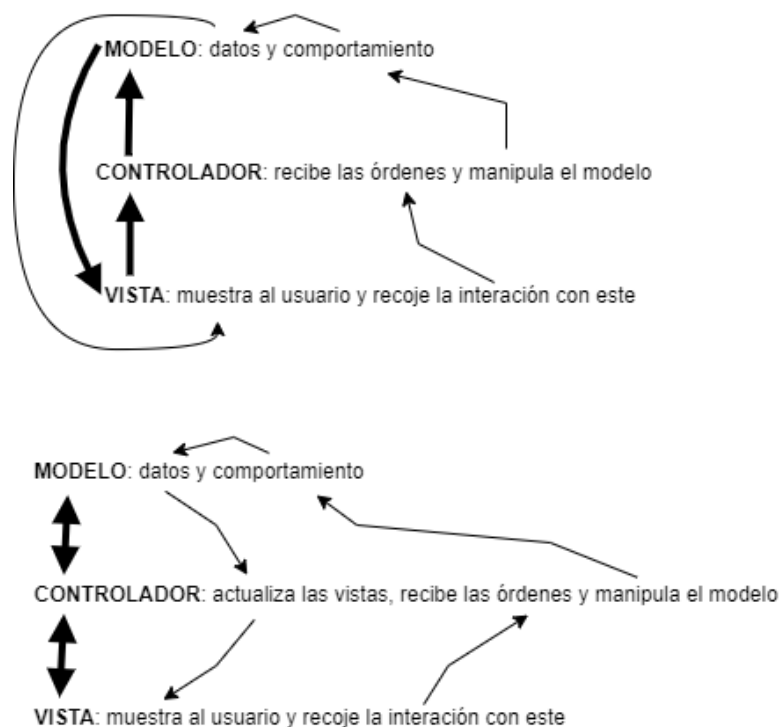 MODELO: datos y comportamiento
CONTROLADOR: recibe las órdenes y manipula el modelo
VISTA: muestra al usuario y recoje la interación con este
MODELO: datos y comportamiento
CONTROLADOR: actualiza las vistas, recibe las órdenes y manipula el modelo
VISTA: muestra al usuario y recoje la interación con este